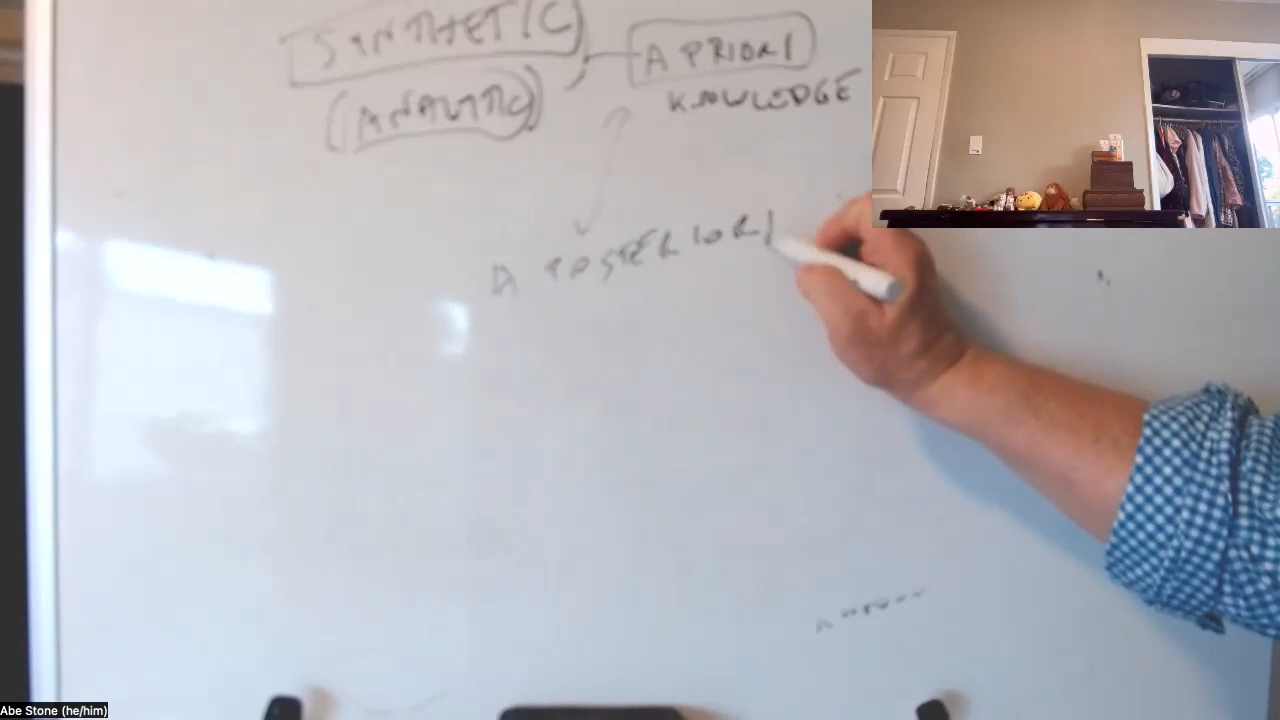 SYNTHETIC
A PRIORI
(ANALYTIC)
KNOWLEDGE
A POSTERIORI
Abe Stone (he/him)